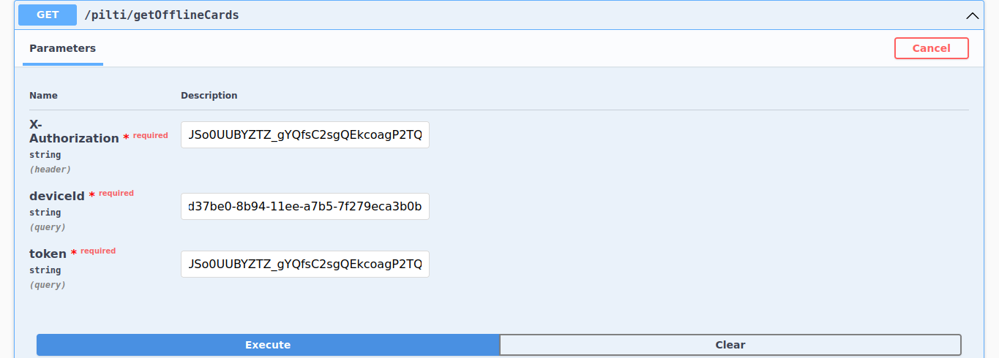 GET /pilti/getOfflineCards
Parameters
Cancel
Name Description
X-
Authorization * required
string
(header)
JSo0UUBYZTZ_gYQfsC2sgQEkcoagP2TQ
deviceId * required
string
(query)
d37be0-8b94-11ee-a7b5-7f279eca3b0b
token * required
string
(query)
JSo0UUBYZTZ_gYQfsC2sgQEkcoagP2TQ
Execute
Clear